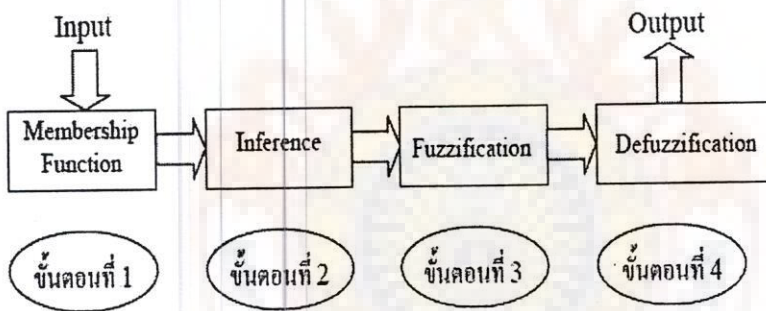 Input
Output
Membership
Function
Inference
Fuzzification
Defuzzification
ขั้นตอนที่ 1
ขั้นตอนที่ 2
ขั้นตอนที่ 3
ขั้นตอนที่ 4